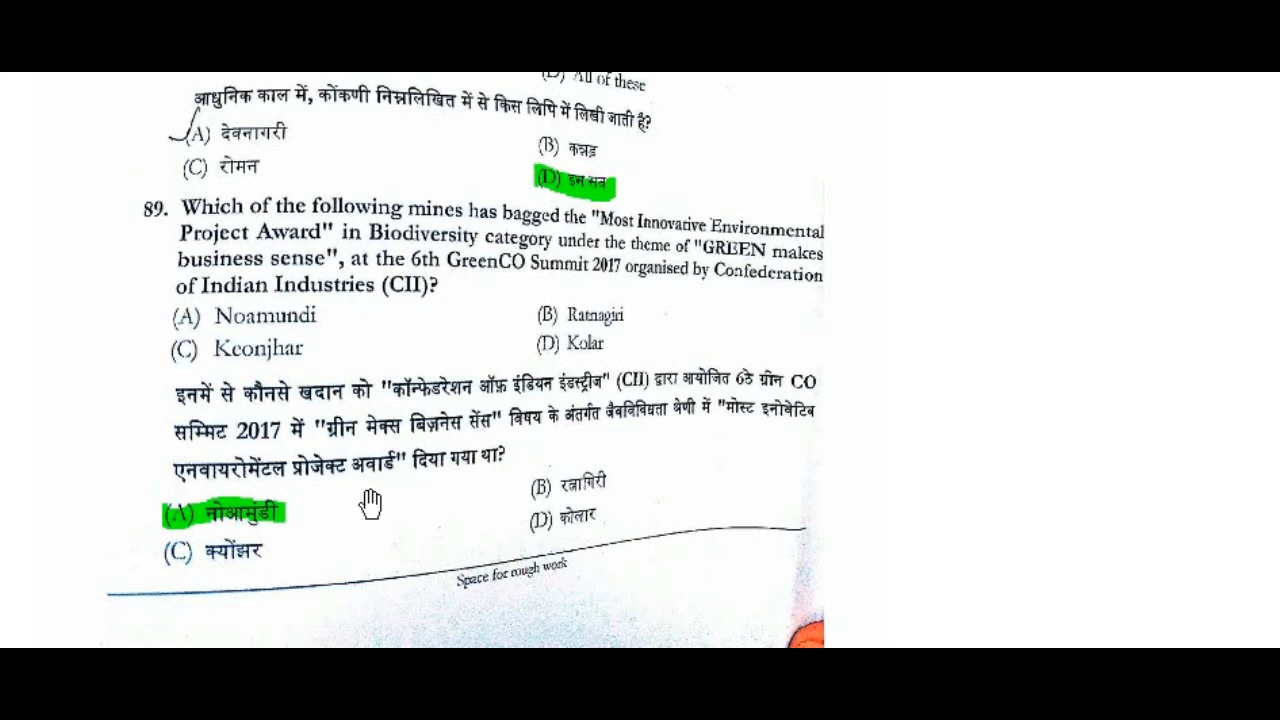 (D) All of these
आधुनिक काल में, कोंकणी निम्नलिखित में से किस लिपि में लिखी जाती है?
(A) देवनागरी
(B) कन्नड़
(C) रोमन
(D) इन सब
89. Which of the following mines has bagged the "Most Innovative Environmental
Project Award" in Biodiversity category under the theme of "GREEN makes
business sense", at the 6th GreenCO Summit 2017 organised by Confederation
of Indian Industries (CII)?
(A) Noamundi
(B) Ratnagiri
(C) Keonjhar
(D) Kolar
इनमें से कौनसे खदान को "कॉन्फेडरेशन ऑफ़ इंडियन इंडस्ट्रीज" (CII) द्वारा आयोजित 6ठे ग्रीन CO
सम्मिट 2017 में "ग्रीन मेक्स बिज़नेस सेंस" विषय के अंतर्गत जैवविविधता श्रेणी में "मोस्ट इनोवेटिव
एनवायरोमेंटल प्रोजेक्ट अवार्ड" दिया गया था?
(A) नोआमुंडी
(B) रत्नागिरी
(C) क्योंझर
(D) कोलार
Space for rough work